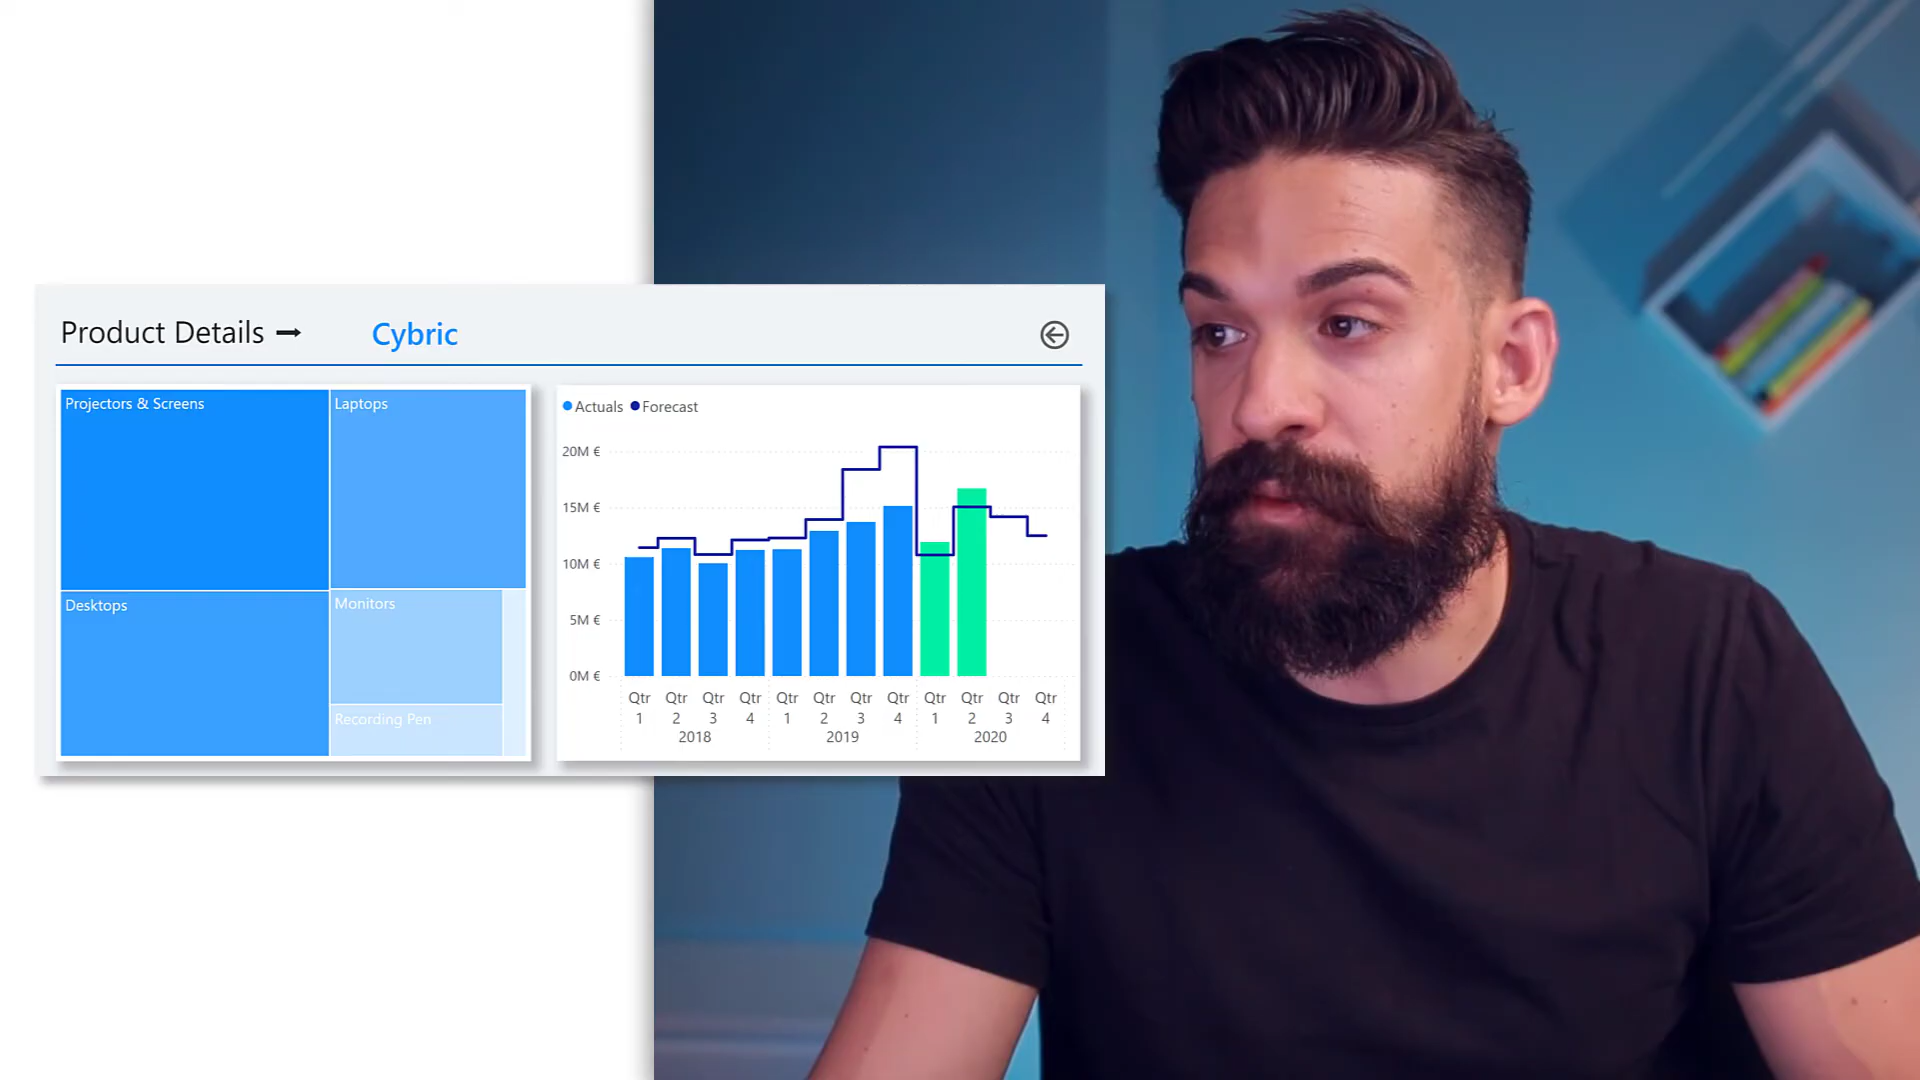 Product Details → Cybric
Projectors & Screens
Laptops
Desktops
Monitors
Recording Pen
Actuals Forecast
20M €
15M €
10M €
5M €
0M €
Qtr 1 Qtr 2 Qtr 3 Qtr 4 Qtr 1 Qtr 2 Qtr 3 Qtr 4 Qtr 1 Qtr 2 Qtr 3 Qtr 4
2018 2019 2020